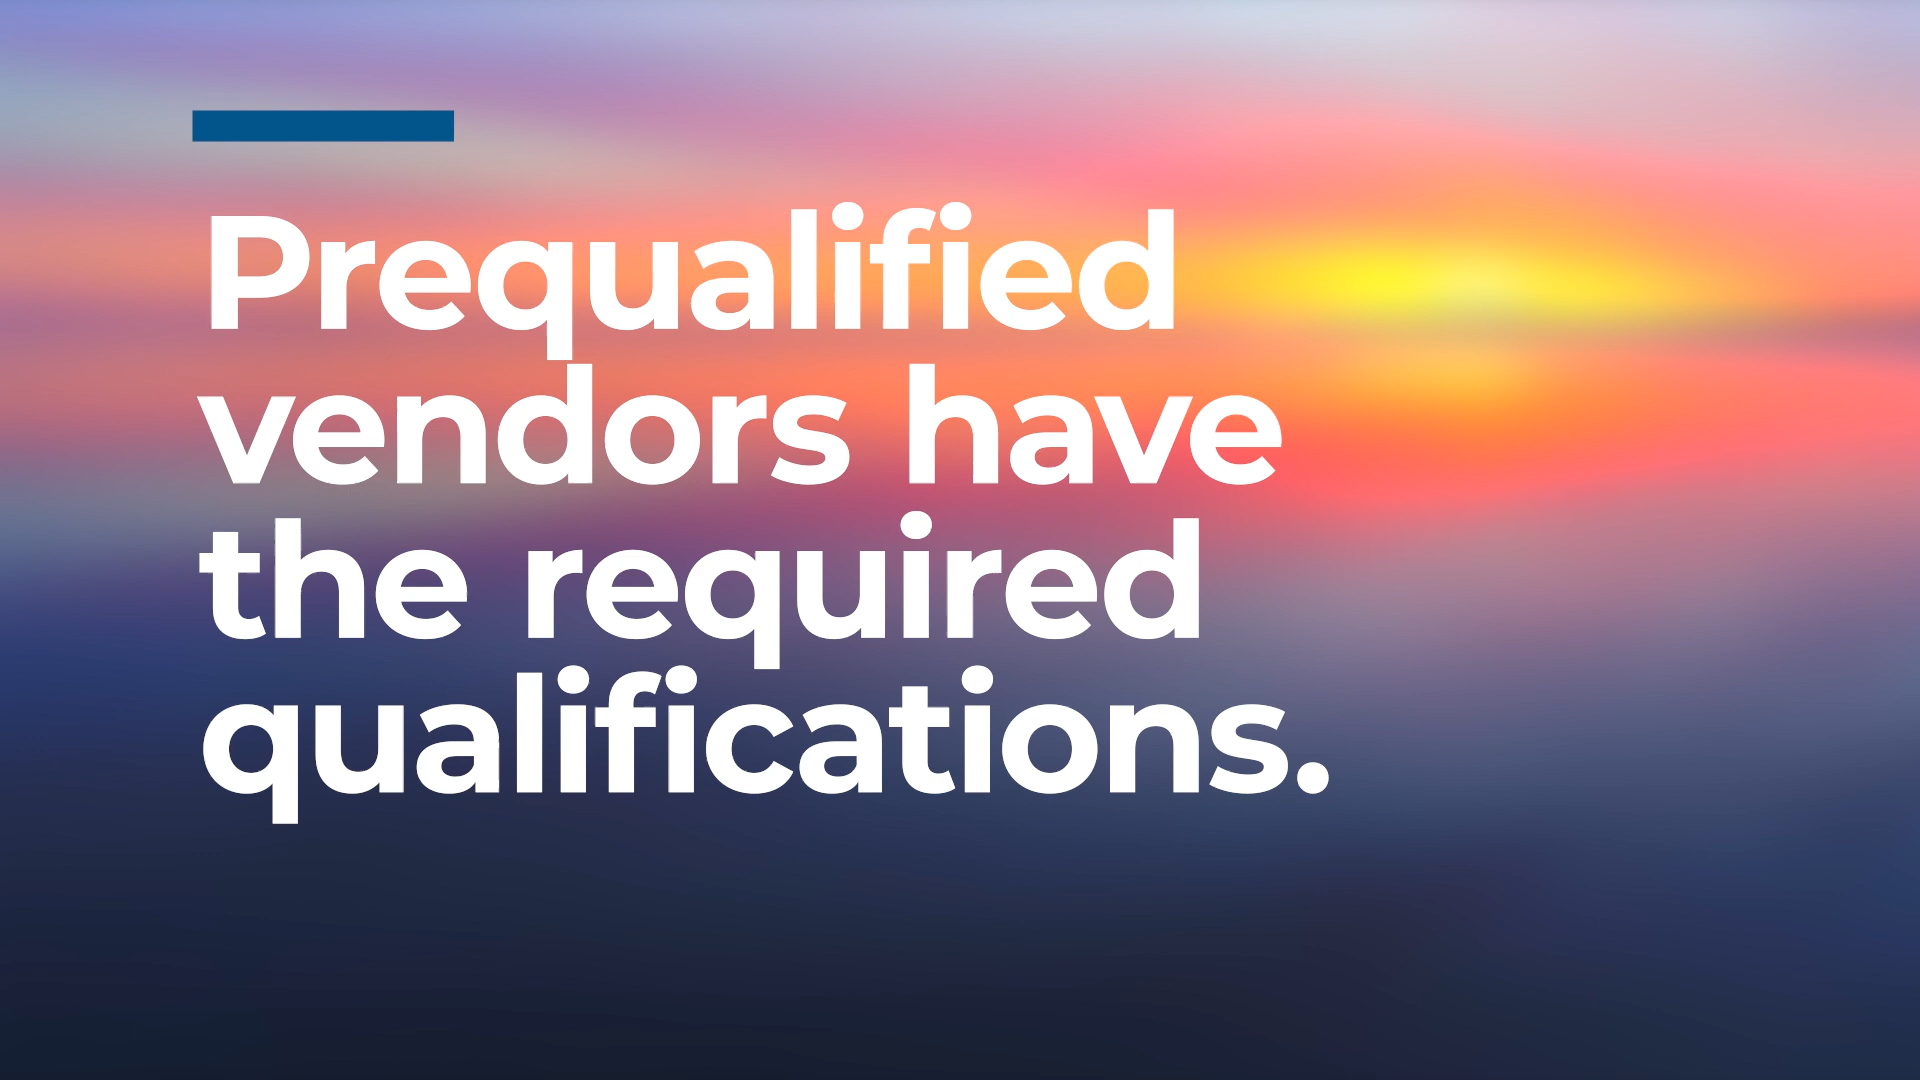 Prequalified
vendors have
the required
qualifications.